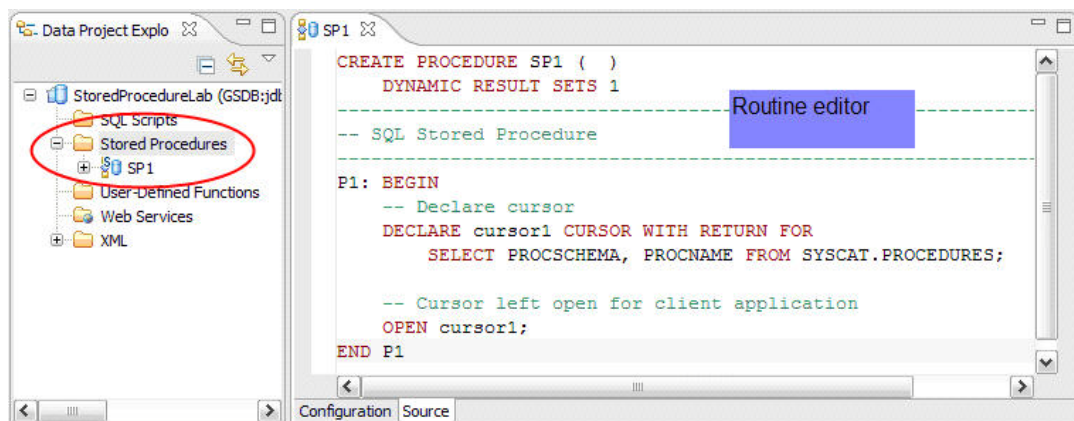 Data Project Explo
StoredProcedureLab (GSDB:jdb
SQL Scripts
Stored Procedures
SP1
User-Defined Functions
Web Services
XML
SP1
CREATE PROCEDURE SP1 ( )
DYNAMIC RESULT SETS 1
------------------------------------------------------------------------
Routine editor
-- SQL Stored Procedure
------------------------------------------------------------------------
P1: BEGIN
-- Declare cursor
DECLARE cursor1 CURSOR WITH RETURN FOR
SELECT PROCSCHEMA, PROCNAME FROM SYSCAT.PROCEDURES;
-- Cursor left open for client application
OPEN cursor1;
END P1
Configuration Source